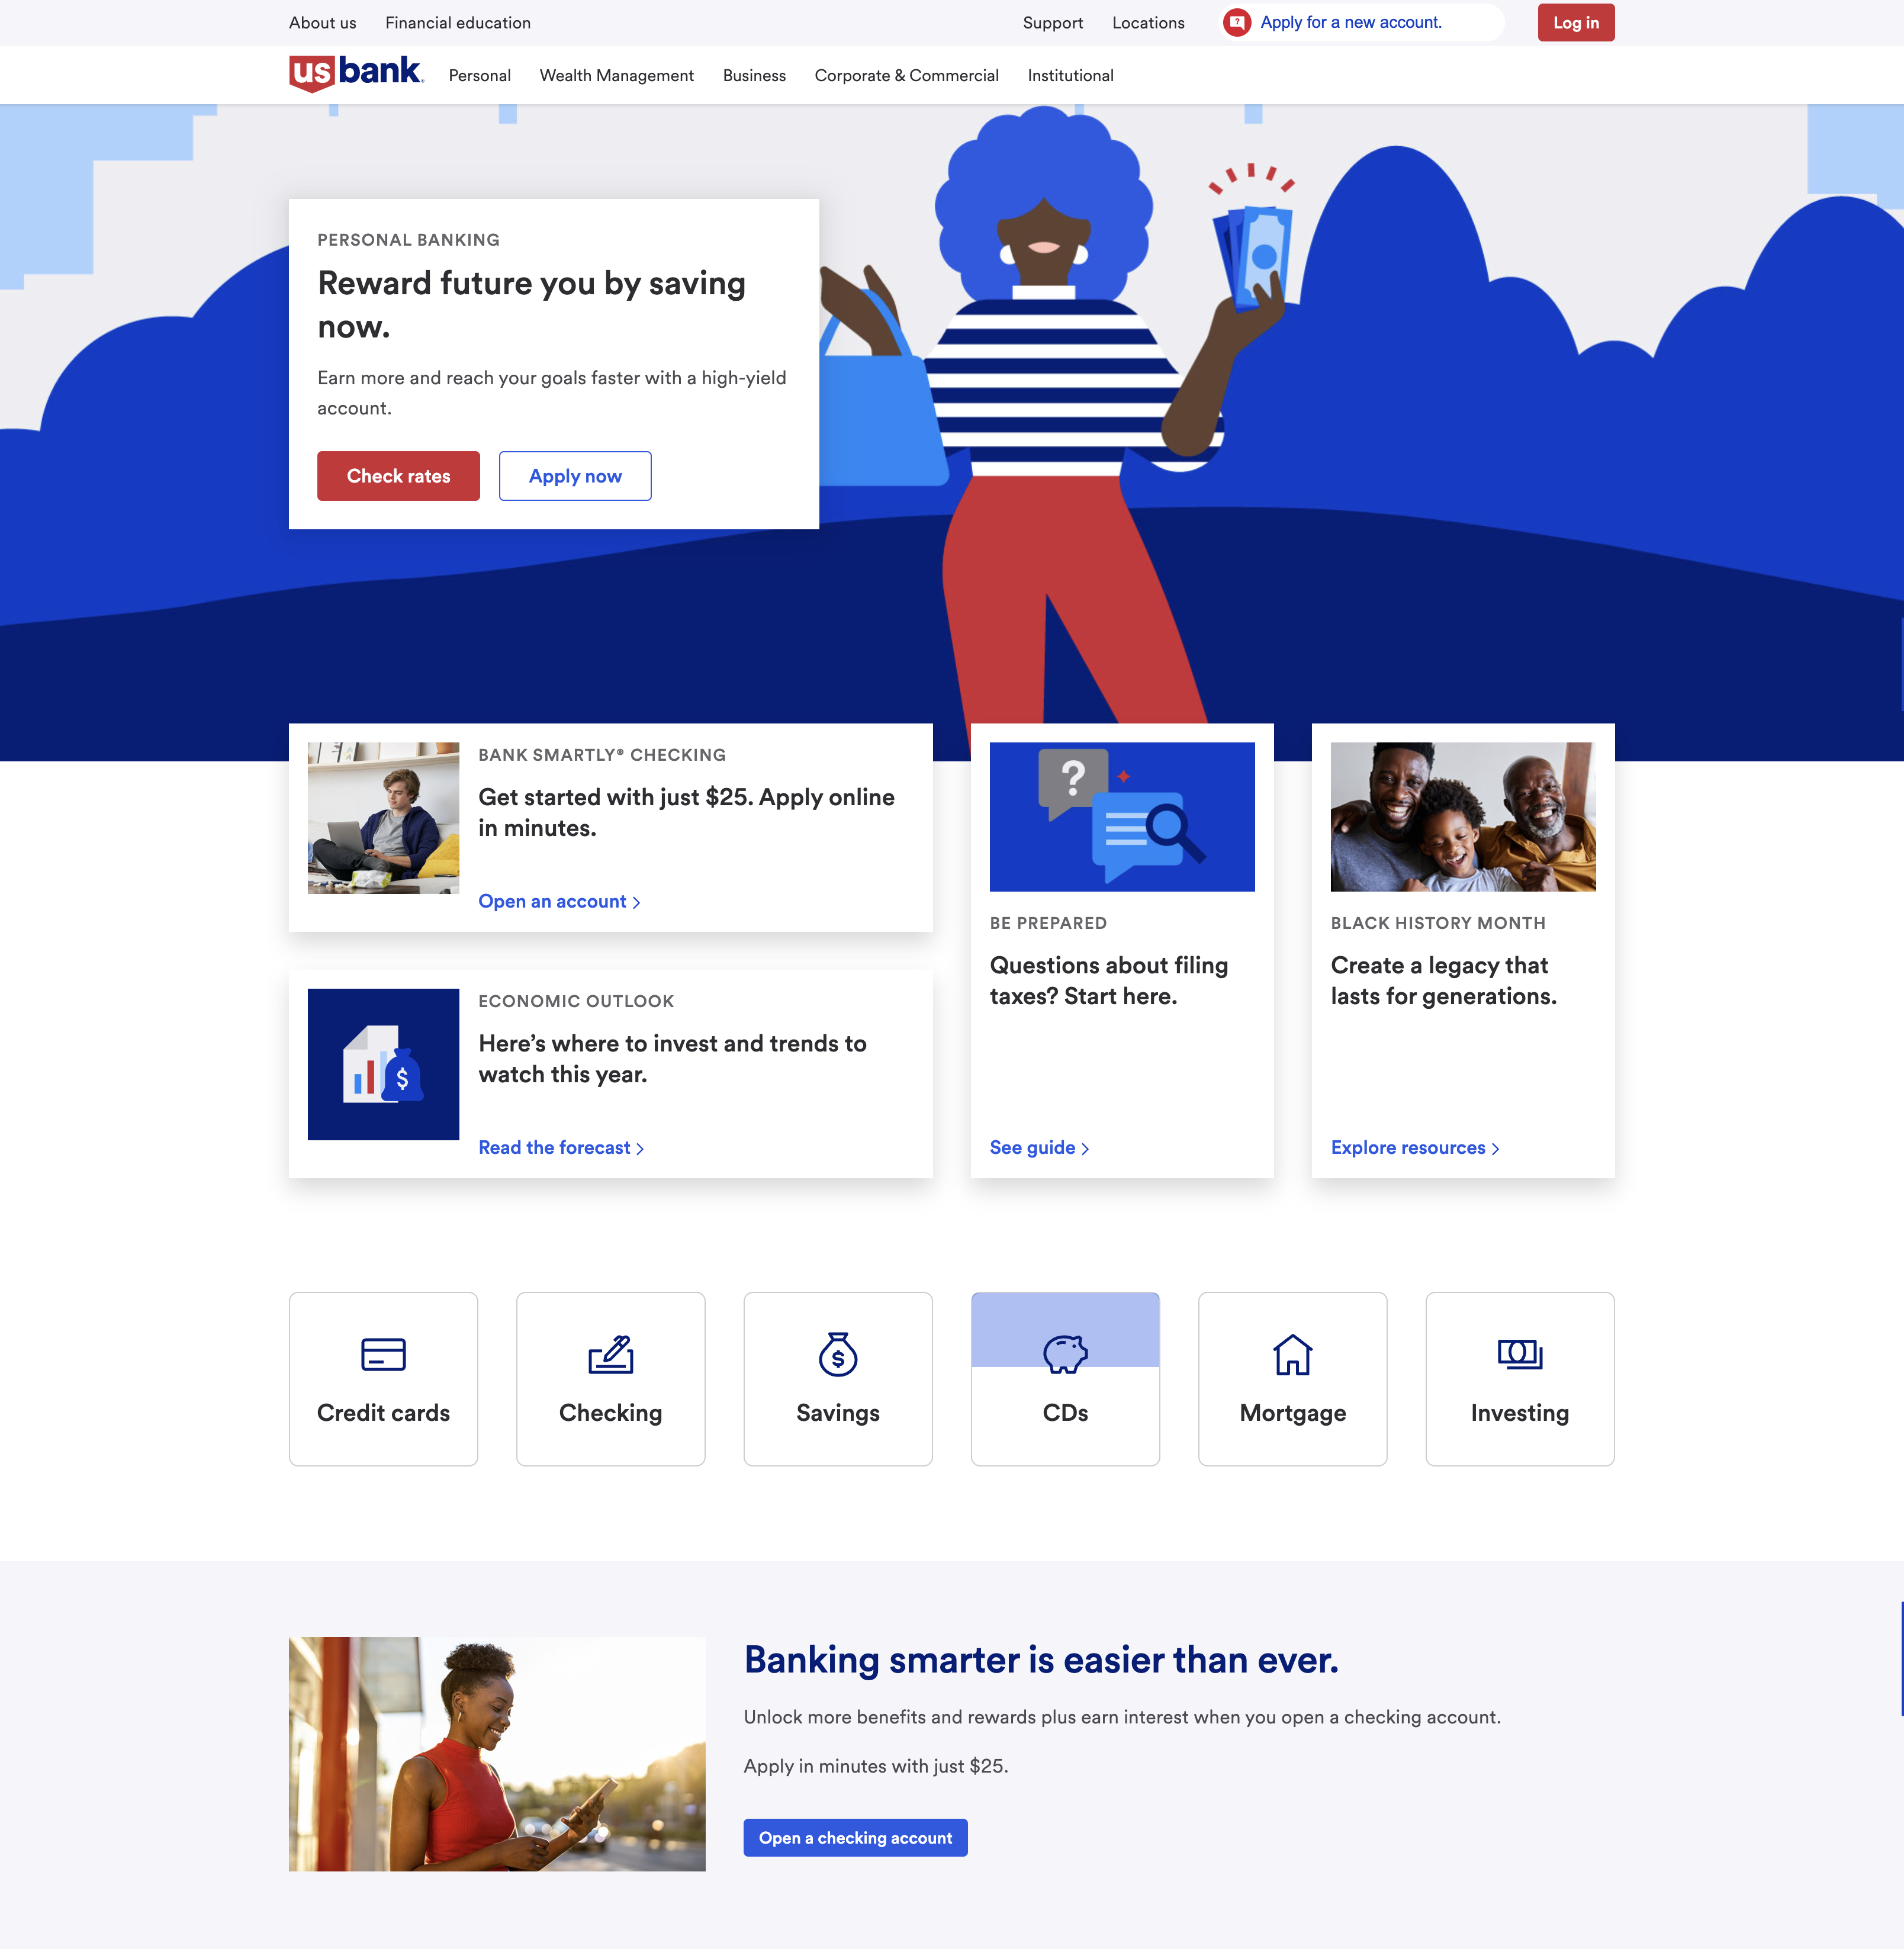 About us Financial education Support Locations Apply for a new account. Log in
usbank Personal Wealth Management Business Corporate & Commercial Institutional
PERSONAL BANKING
Reward future you by saving
now.
Earn more and reach your goals faster with a high-yield
account.
Check rates Apply now
BANK SMARTLY® CHECKING
Get started with just $25. Apply online
in minutes.
Open an account
ECONOMIC OUTLOOK
Here’s where to invest and trends to
watch this year.
Read the forecast
BE PREPARED
Questions about filing
taxes? Start here.
See guide
BLACK HISTORY MONTH
Create a legacy that
lasts for generations.
Explore resources
Credit cards Checking Savings CDs Mortgage Investing
Banking smarter is easier than ever.
Unlock more benefits and rewards plus earn interest when you open a checking account.
Apply in minutes with just $25.
Open a checking account